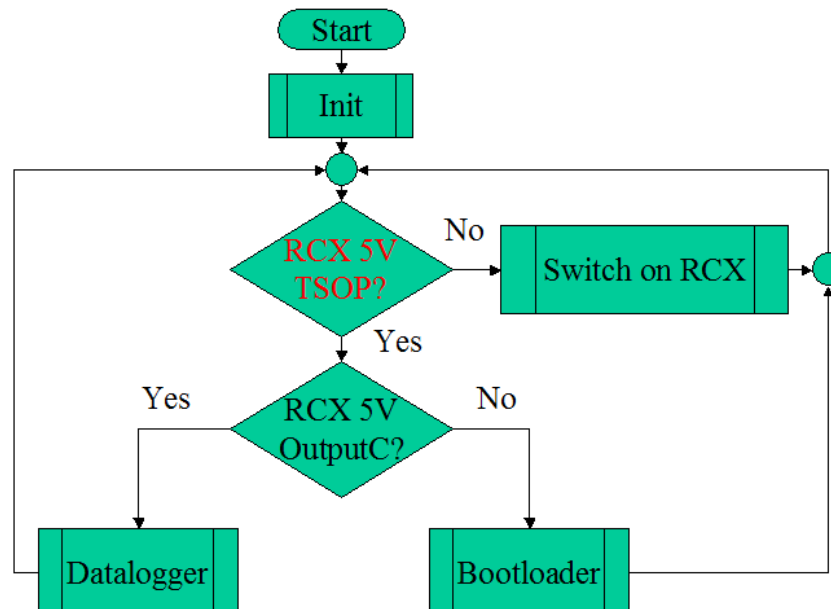 Start
Init
RCX 5V
TSOP?
No
Switch on RCX
Yes
RCX 5V
OutputC?
Yes
No
Datalogger
Bootloader